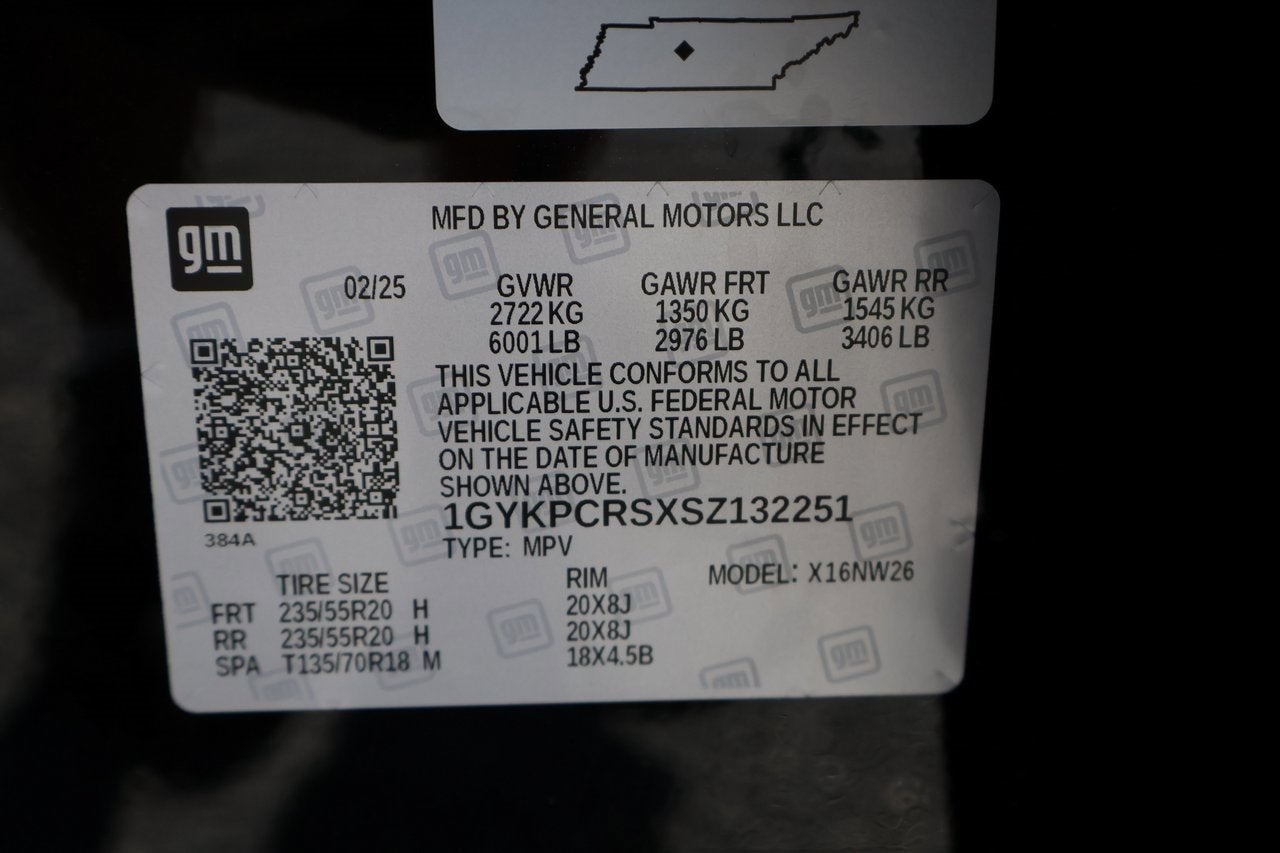 gm
MFD BY GENERAL MOTORS LLC
02/25
GVWR GAWR FRT GAWR RR
2722 KG 1350 KG 1545 KG
6001 LB 2976 LB 3406 LB
THIS VEHICLE CONFORMS TO ALL
APPLICABLE U.S. FEDERAL MOTOR
VEHICLE SAFETY STANDARDS IN EFFECT
ON THE DATE OF MANUFACTURE
SHOWN ABOVE.
1GYKPCRSXSZ132251
384A
TYPE: MPV
TIRE SIZE RIM MODEL: X16NW26
FRT 235/55R20 H 20X8J
RR 235/55R20 H 20X8J
SPA T135/70R18 M 18X4.5B